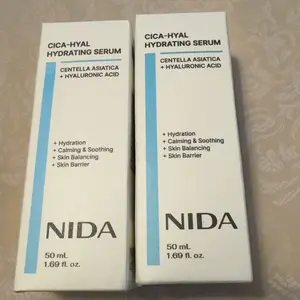 CICA-HYAL
HYDRATING SERUM
CENTELLA ASIATICA
+ HYALURONIC ACID
+ Hydration
+ Calming & Soothing
+ Skin Balancing
+ Skin Barrier
NIDA
50 mL
1.69 fl. oz.
CICA-HYAL
HYDRATING SERUM
CENTELLA ASIATICA
+ HYALURONIC ACID
+ Hydration
+ Calming & Soothing
+ Skin Balancing
+ Skin Barrier
NIDA
50 mL
1.69 fl. oz.